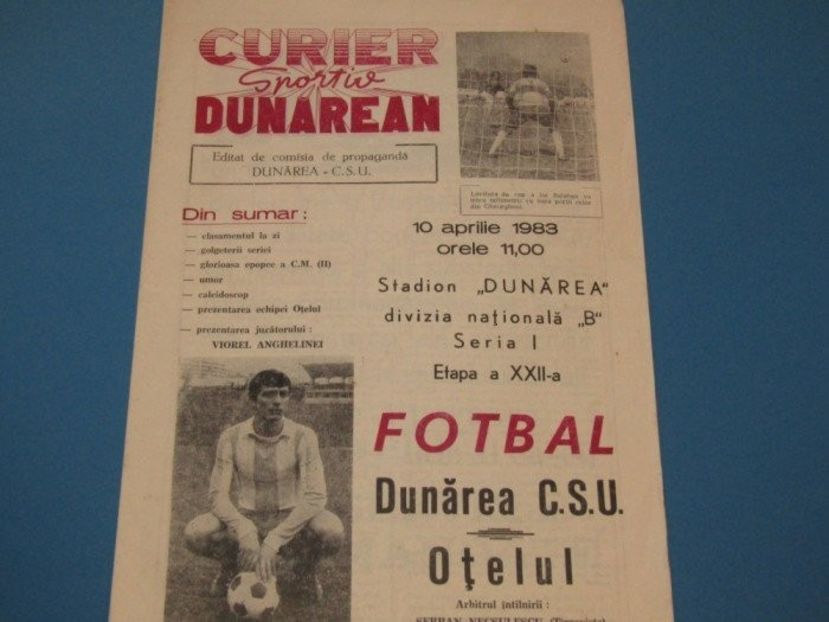 CURIER
Sportiv
DUNAREAN
Editat de comisia de propagandă
DUNĂREA - C.S.U.
Din sumar :
— clasamentul la zi
— golgeterii seriei
— glorioasa epopee a C.M. (II)
— umor
— caleidoscop
— prezentarea echipei Oțelul
— prezentarea jucătorului :
VIOREL ANGHELINEI
10 aprilie 1983
orele 11,00
Stadion „DUNĂREA"
divizia națională „B"
Seria I
Etapa a XXII-a
FOTBAL
Dunărea C.S.U.
Oţelul
Arbitrul întîlnirii :